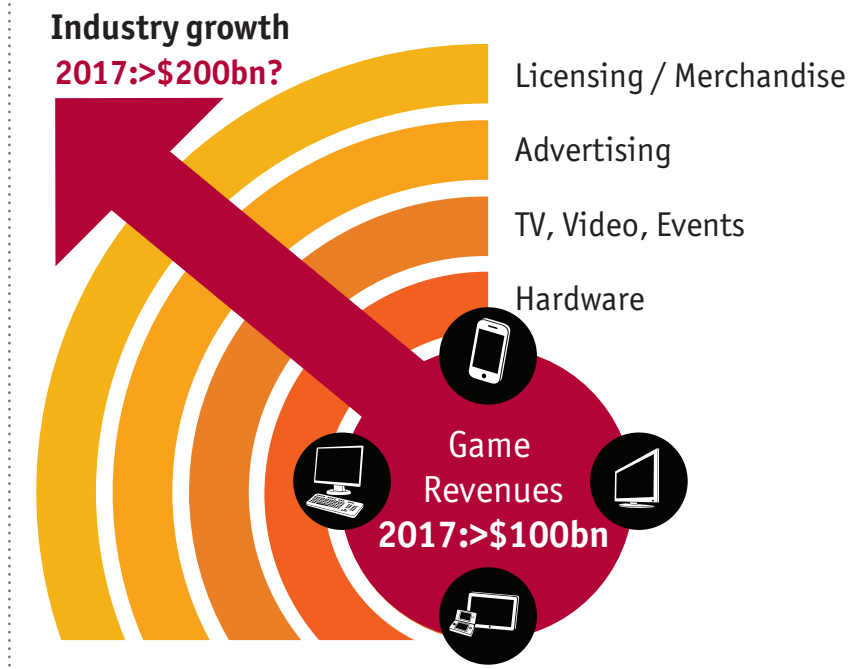 Industry growth
2017:>$200bn?
Licensing / Merchandise
Advertising
TV, Video, Events
Hardware
Game
Revenues
2017:>$100bn